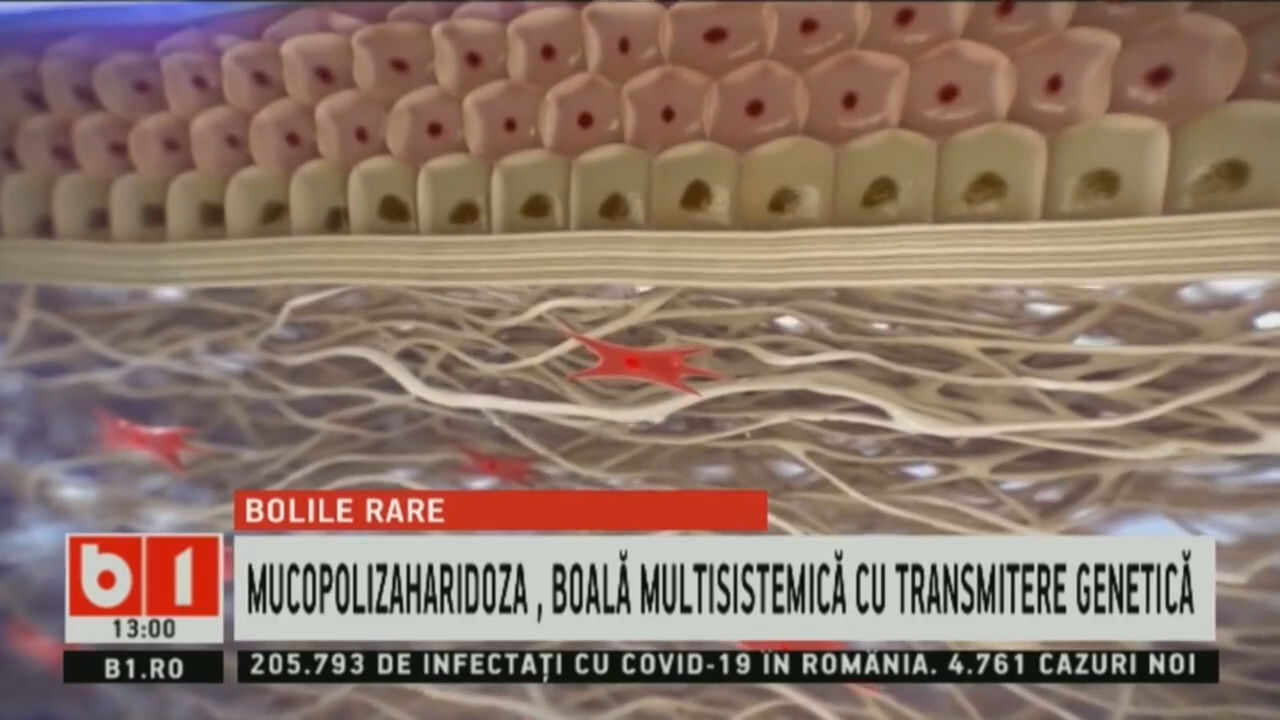 BOLILE RARE
b1
MUCOPOLIZAHARIDOZA , BOALĂ MULTISISTEMICĂ CU TRANSMITERE GENETICĂ
13:00
B1.RO
205.793 DE INFECTAȚI CU COVID-19 ÎN ROMÂNIA. 4.761 CAZURI NOI